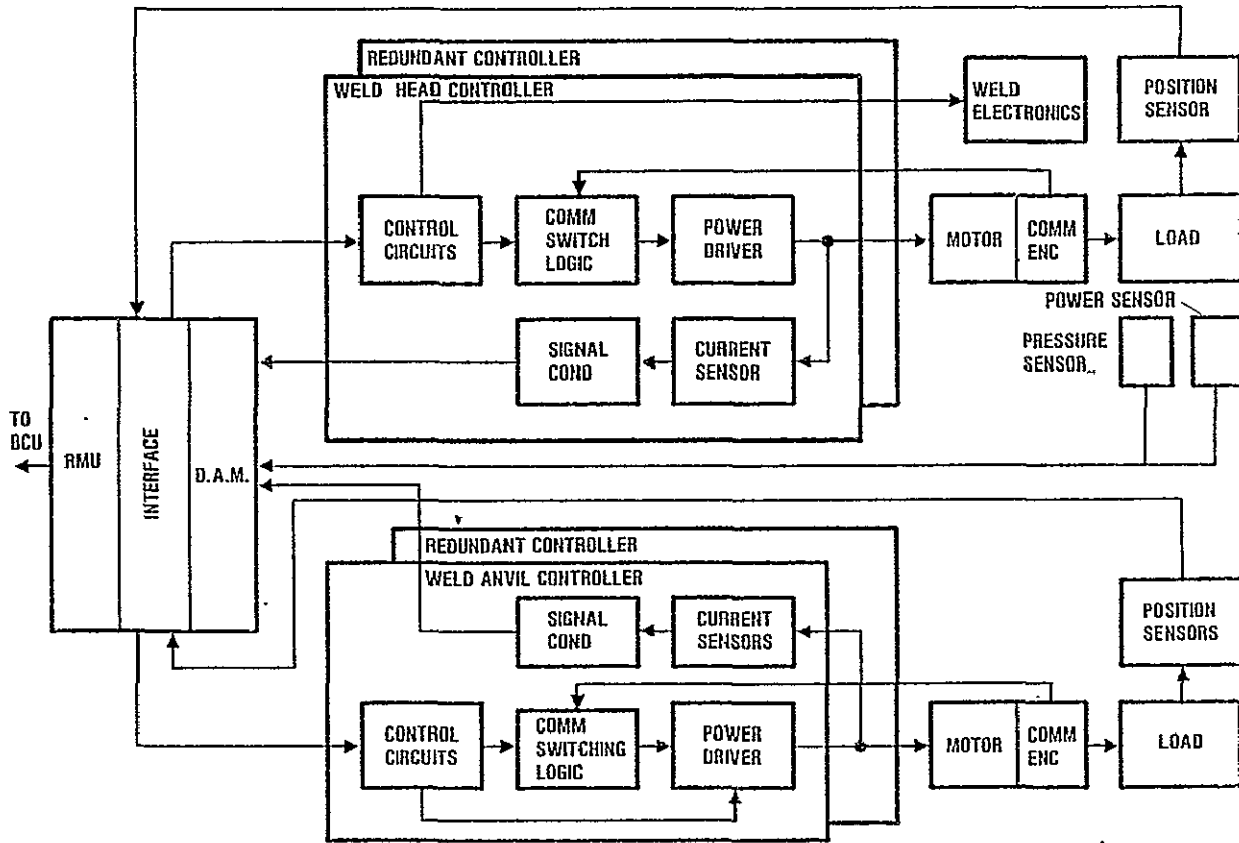 REDUNDANT CONTROLLER
WELD HEAD CONTROLLER
WELD
ELECTRONICS
POSITION
SENSOR
CONTROL
CIRCUITS
COMM
SWITCH
LOGIC
POWER
DRIVER
MOTOR
COMM
ENC
LOAD
SIGNAL
COND
CURRENT
SENSOR
POWER SENSOR
PRESSURE
SENSOR
TO
BCU
RMU
INTERFACE
D.A.M.
REDUNDANT CONTROLLER
WELD ANVIL CONTROLLER
SIGNAL
COND
CURRENT
SENSORS
POSITION
SENSORS
CONTROL
CIRCUITS
COMM
SWITCHING
LOGIC
POWER
DRIVER
MOTOR
COMM
ENC
LOAD